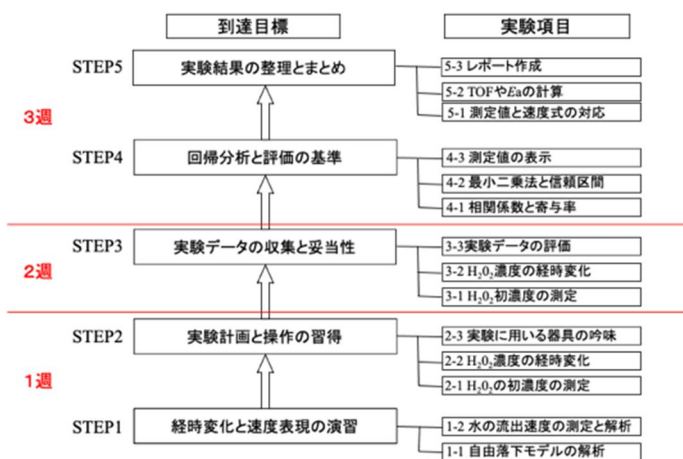 到達目標
実験項目
STEP5
実験結果の整理とまとめ
5-3 レポート作成
5-2 TOFやEaの計算
5-1 測定値と速度式の対応
3週
STEP4
回帰分析と評価の基準
4-3 測定値の表示
4-2 最小二乗法と信頼区間
4-1 相関係数と寄与率
STEP3
実験データの収集と妥当性
3-3実験データの評価
3-2 H₂O₂濃度の経時変化
3-1 H₂O₂初濃度の測定
2週
STEP2
実験計画と操作の習得
2-3 実験に用いる器具の吟味
2-2 H₂O₂濃度の経時変化
2-1 H₂O₂の初濃度の測定
1週
STEP1
経時変化と速度表現の演習
1-2 水の流出速度の測定と解析
1-1 自由落下モデルの解析